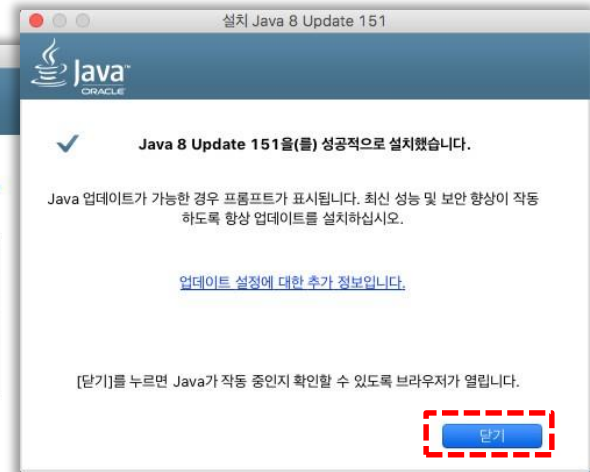 설치 Java 8 Update 151
Java™
ORACLE
Java 8 Update 151을(를) 성공적으로 설치했습니다.
Java 업데이트가 가능한 경우 프롬프트가 표시됩니다. 최신 성능 및 보안 향상이 작동
하도록 항상 업데이트를 설치하십시오.
업데이트 설정에 대한 추가 정보입니다.
[닫기]를 누르면 Java가 작동 중인지 확인할 수 있도록 브라우저가 열립니다.
닫기